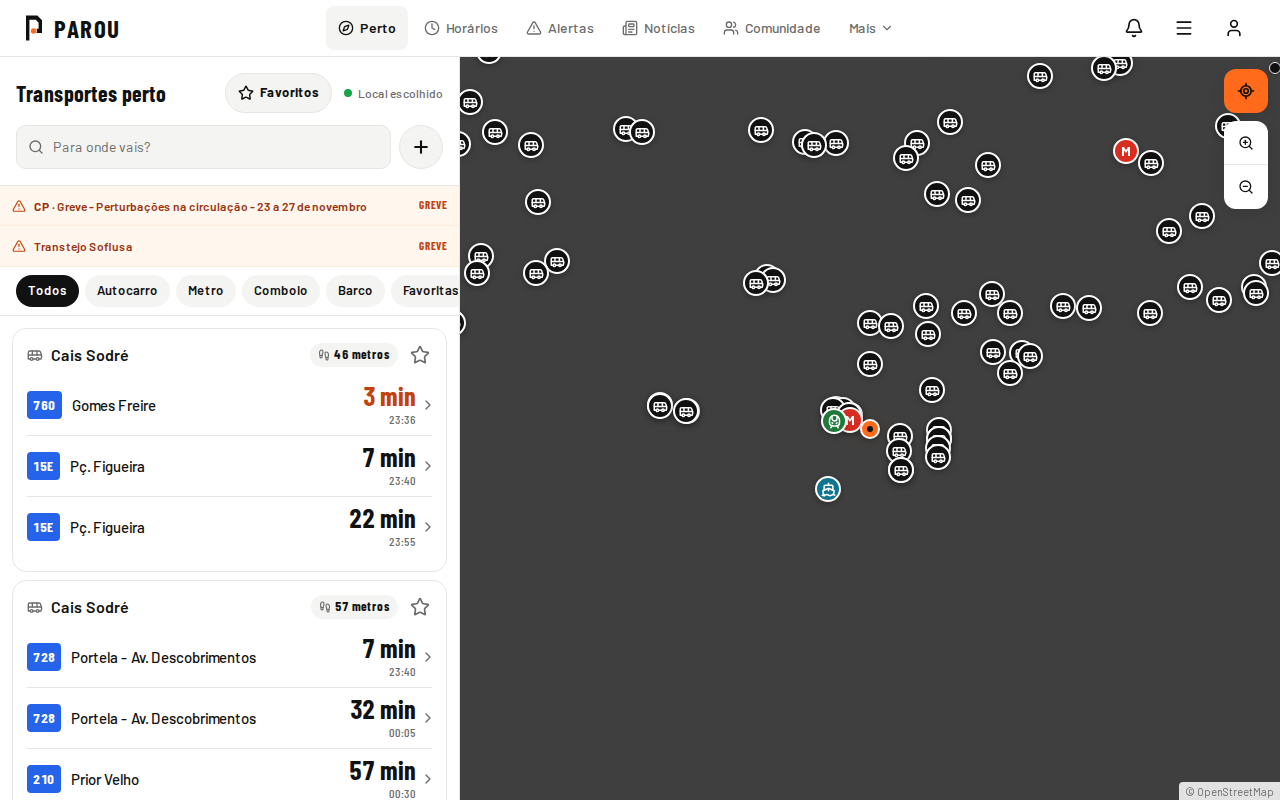 PAROU
Perto
Horários
Alertas
Notícias
Comunidade
Mais
Transportes perto
Favoritos
Local escolhido
Para onde vais?
CP · Greve - Perturbações na circulação - 23 a 27 de novembro
GREVE
Transtejo Soflusa
GREVE
Todos
Autocarro
Metro
Comboio
Barco
Favoritas
Cais Sodré
46 metros
760
Gomes Freire
3 min
23:36
15E
Pç. Figueira
7 min
23:40
15E
Pç. Figueira
22 min
23:55
Cais Sodré
57 metros
728
Portela - Av. Descobrimentos
7 min
23:40
728
Portela - Av. Descobrimentos
32 min
00:05
210
Prior Velho
57 min
00:30
M
M
© OpenStreetMap